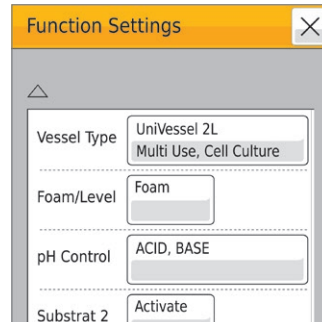 Function Settings
Vessel Type
UniVessel 2L
Multi Use, Cell Culture
Foam/Level
Foam
pH Control
ACID, BASE
Substrat 2
Activate